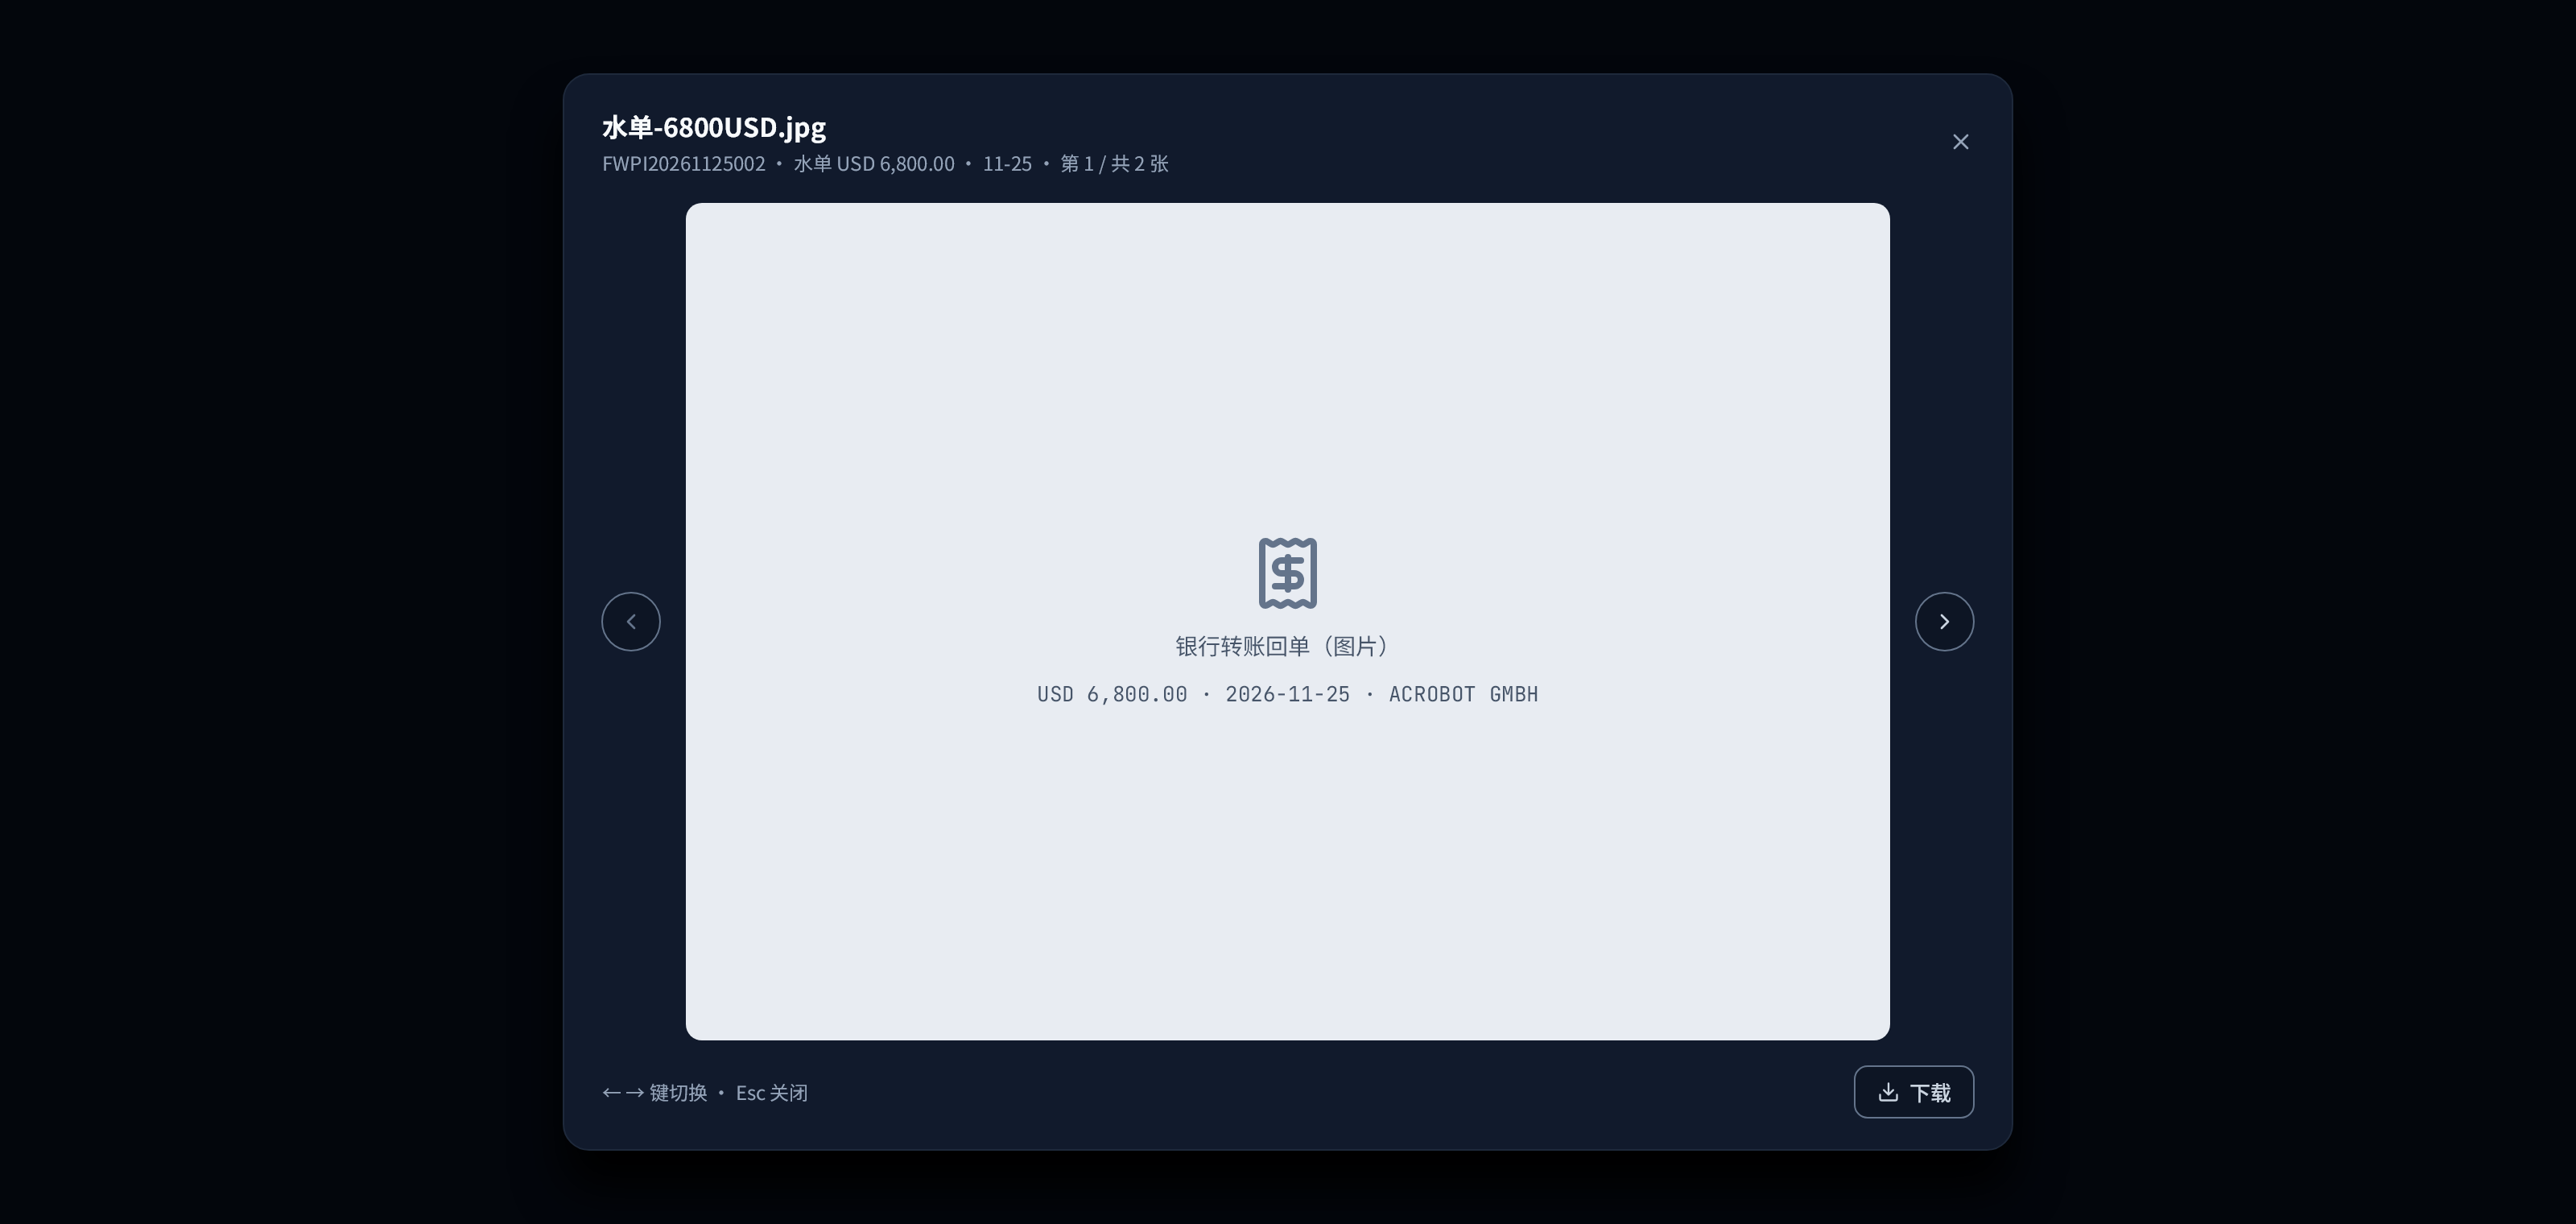 水单-6800USD.jpg
FWPI20261125002 • 水单 USD 6,800.00 • 11-25 • 第 1 / 共 2 张
银行转账回单（图片）
USD 6,800.00 · 2026-11-25 · ACROBOT GMBH
←→ 键切换 • Esc 关闭
下载